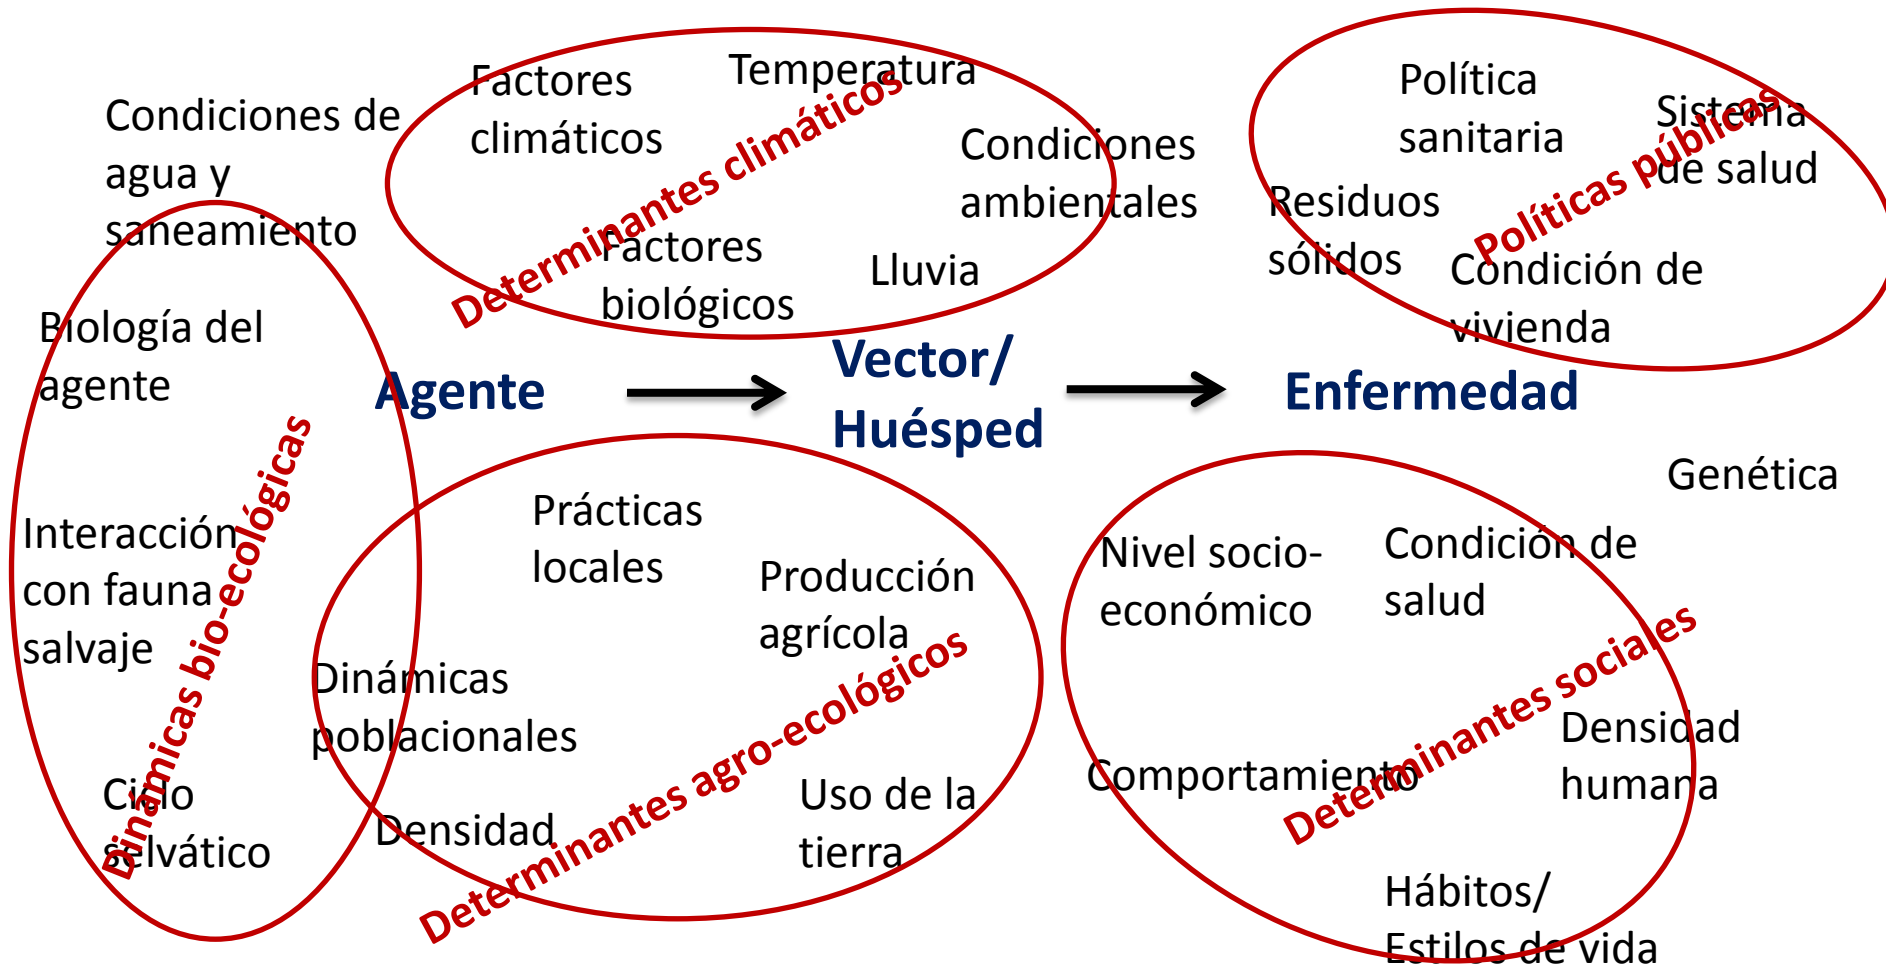 Condiciones de
agua y
saneamiento
Factores
climáticos
Temperatura
Condiciones
ambientales
Factores
biológicos
Lluvia
Determinantes climáticos
Política
sanitaria
Sistema
de salud
Residuos
sólidos
Condición de
vivienda
Políticas públicas
Biología del
agente
Agente
Vector/
Huésped
Enfermedad
Interacción
con fauna
salvaje
Ciclo
selvático
Dinámicas bio-ecológicas
Prácticas
locales
Producción
agrícola
Dinámicas
poblacionales
Densidad
Uso de la
tierra
Determinantes agro-ecológicos
Genética
Nivel socio-
económico
Condición de
salud
Comportamiento
Densidad
humana
Hábitos/
Estilos de vida
Determinantes sociales